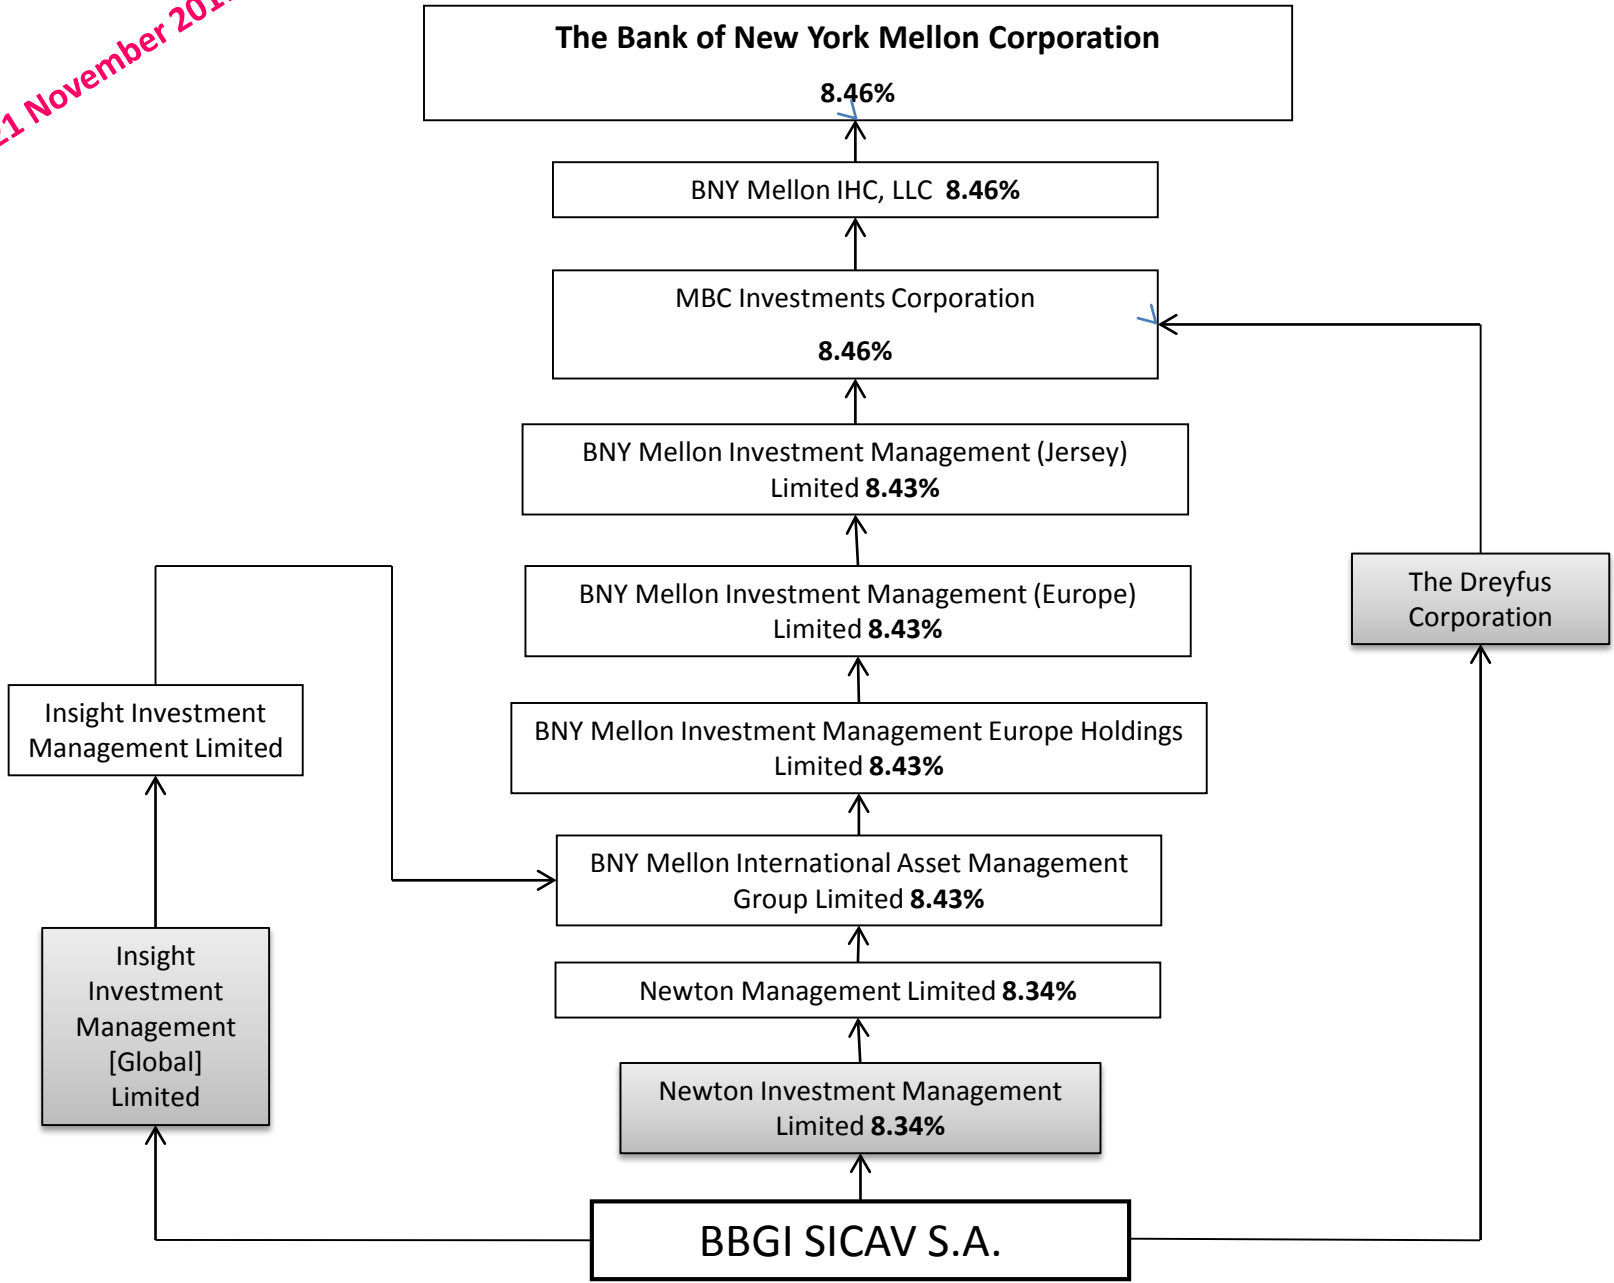 21 November 201
The Bank of New York Mellon Corporation
8.46%
BNY Mellon IHC, LLC 8.46%
MBC Investments Corporation
8.46%
BNY Mellon Investment Management (Jersey)
Limited 8.43%
BNY Mellon Investment Management (Europe)
Limited 8.43%
The Dreyfus
Corporation
Insight Investment
Management Limited
BNY Mellon Investment Management Europe Holdings
Limited 8.43%
BNY Mellon International Asset Management
Group Limited 8.43%
Insight
Investment
Management
[Global]
Limited
Newton Management Limited 8.34%
Newton Investment Management
Limited 8.34%
BBGI SICAV S.A.